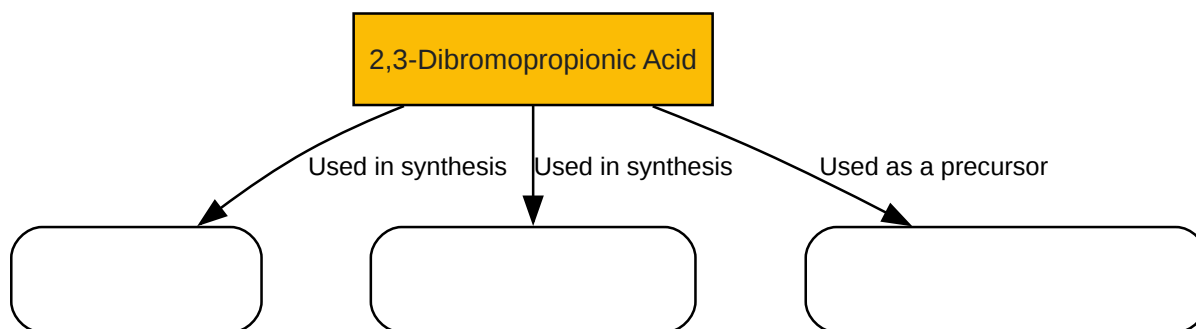 2,3-Dibromopropionic Acid
Used in synthesis
Used in synthesis
Used as a precursor